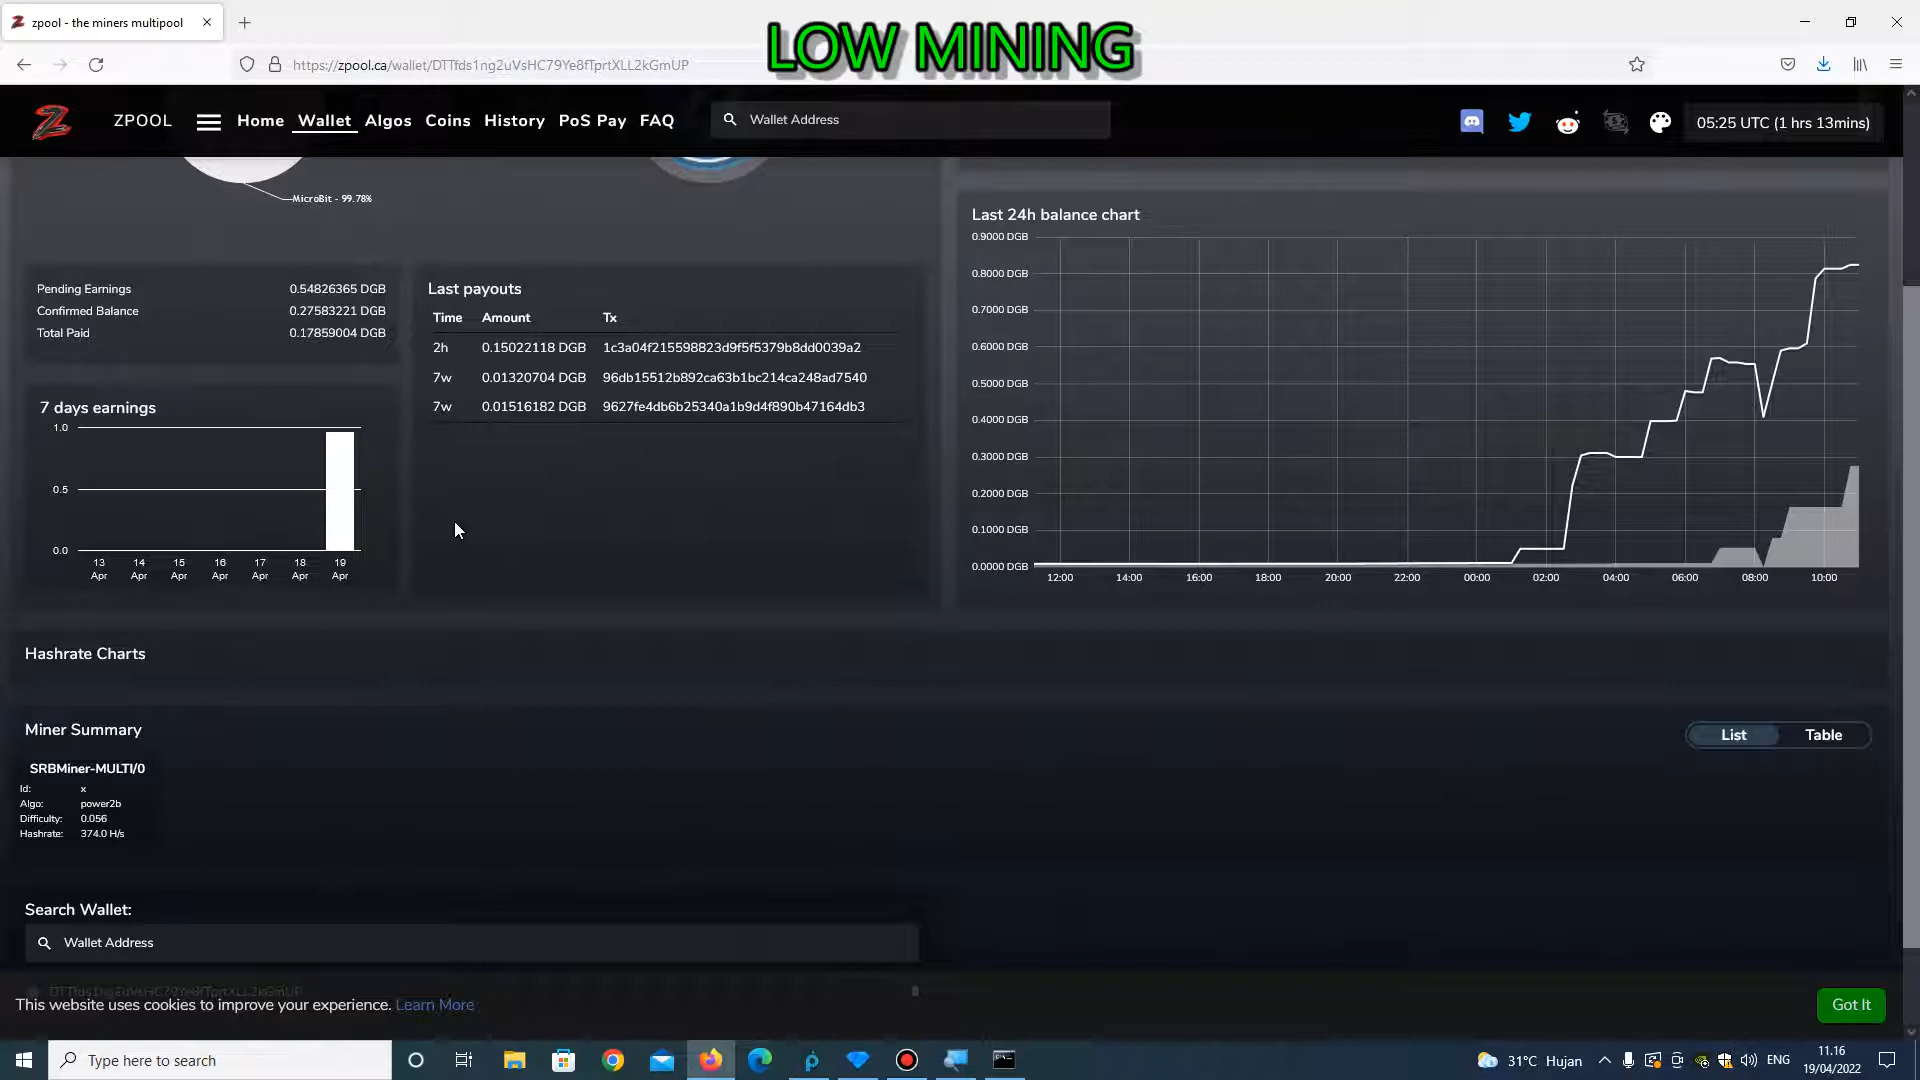 zpool - the miners multipool
LOW MINING
https://zpool.ca/wallet/DTTfds1ng2uVsHC79Ye8fTprtXLL2kGmUP
ZPOOL
Home
Wallet
Algos
Coins
History
PoS Pay
FAQ
Wallet Address
05:25 UTC (1 hrs 13mins)
MicroBit - 99.78%
Pending Earnings 0.54826365 DGB
Confirmed Balance 0.27583221 DGB
Total Paid 0.17859004 DGB
Last payouts
Time Amount Tx
2h 0.15022118 DGB 1c3a04f215598823d9f5f5379b8dd0039a2
7w 0.01320704 DGB 96db15512b892ca63b1bc214ca248ad7540
7w 0.01516182 DGB 9627fe4db6b25340a1b9d4f890b47164db3
7 days earnings
1.0
0.5
0.0
13 Apr
14 Apr
15 Apr
16 Apr
17 Apr
18 Apr
19 Apr
Last 24h balance chart
0.9000 DGB
0.8000 DGB
0.7000 DGB
0.6000 DGB
0.5000 DGB
0.4000 DGB
0.3000 DGB
0.2000 DGB
0.1000 DGB
0.0000 DGB
12:00 14:00 16:00 18:00 20:00 22:00 00:00 02:00 04:00 06:00 08:00 10:00
Hashrate Charts
Miner Summary
List
Table
SRBMiner-MULTI/0
Id: x
Algo: power2b
Difficulty: 0.056
Hashrate: 374.0 H/s
Search Wallet:
Wallet Address
DTTfds1ng2uVsHC79Ye8fTprtXLL2kGmUP
This website uses cookies to improve your experience. Learn More
Got It
Type here to search
31°C Hujan
ENG
11.16
19/04/2022